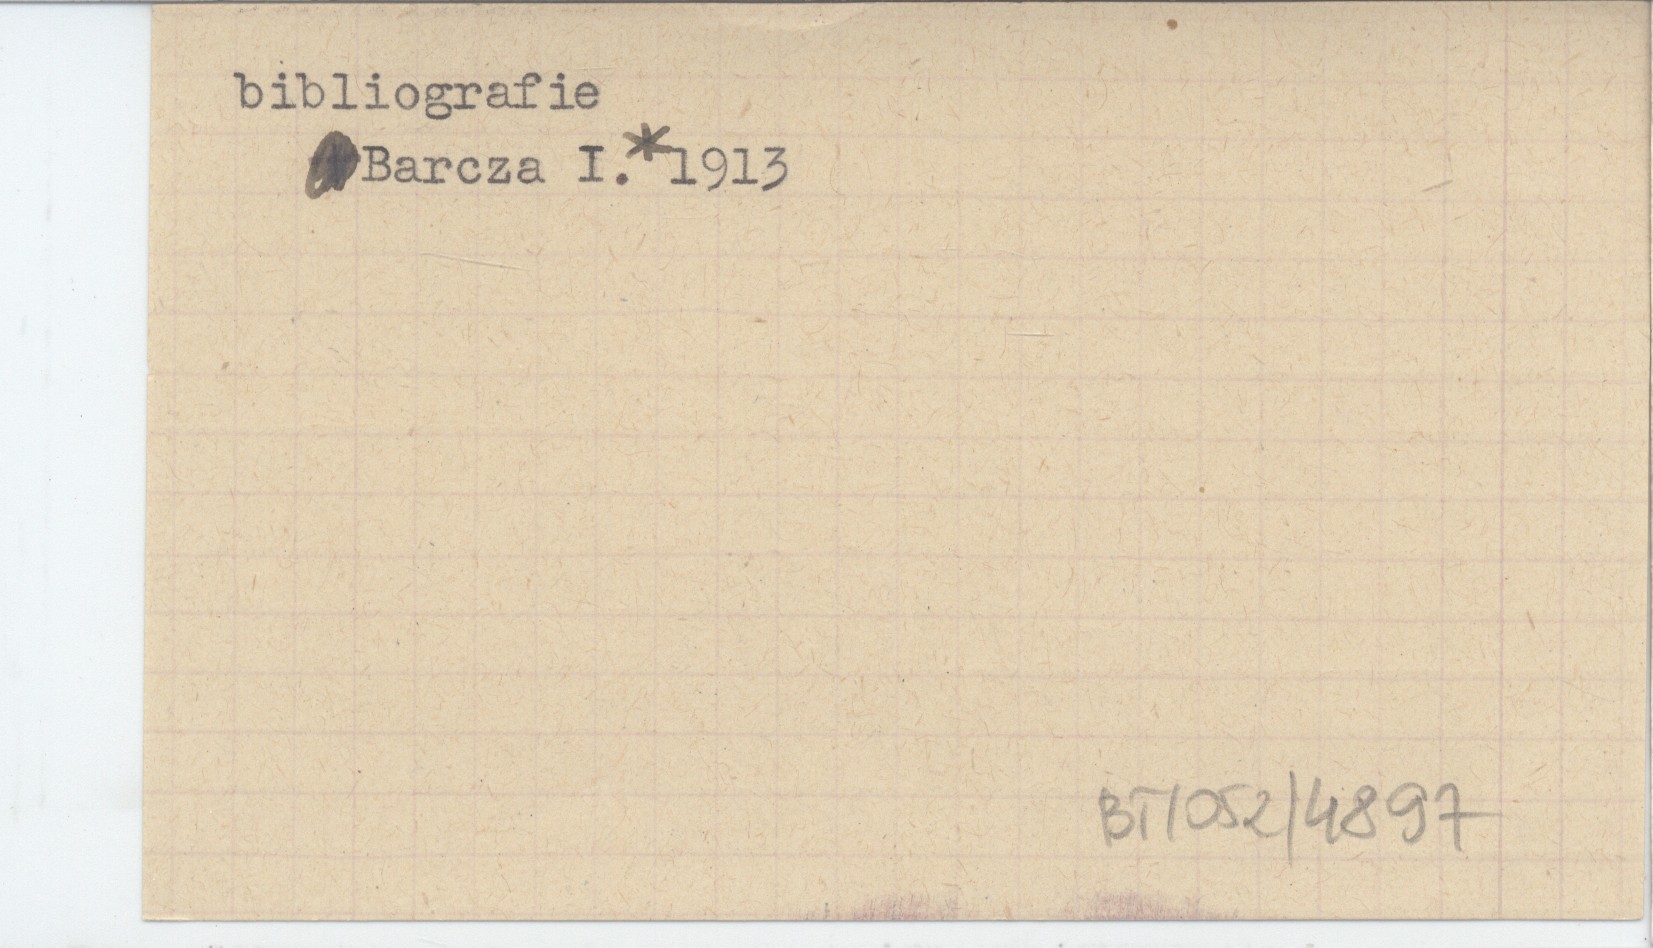 bibliografie
Barcza I.*1913
BT/052/4897